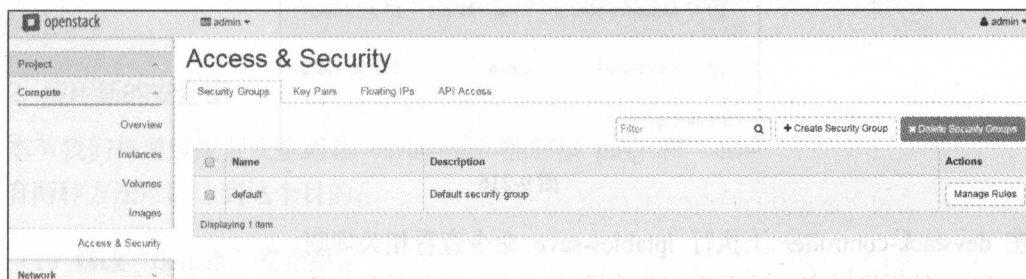 openstack
admin
admin
Project
Access & Security
Compute
Security Groups Key Pairs Floating IPs API Access
Overview
Filter
+ Create Security Group
× Delete Security Groups
Instances
Name Description Actions
Volumes
default Default security group Manage Rules
Images
Displaying 1 item
Access & Security
Network